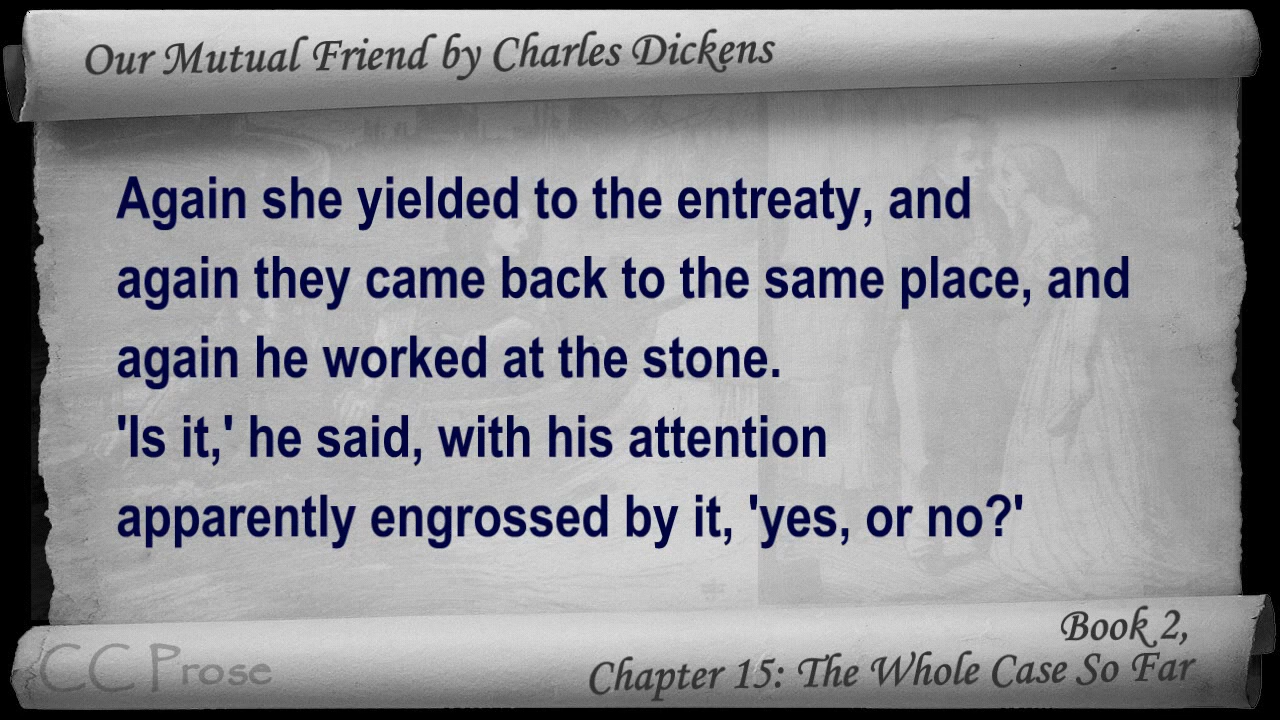 Our Mutual Friend by Charles Dickens
Again she yielded to the entreaty, and
again they came back to the same place, and
again he worked at the stone.
'Is it,' he said, with his attention
apparently engrossed by it, 'yes, or no?'
Book 2,
Chapter 15: The Whole Case So Far
CC Prose